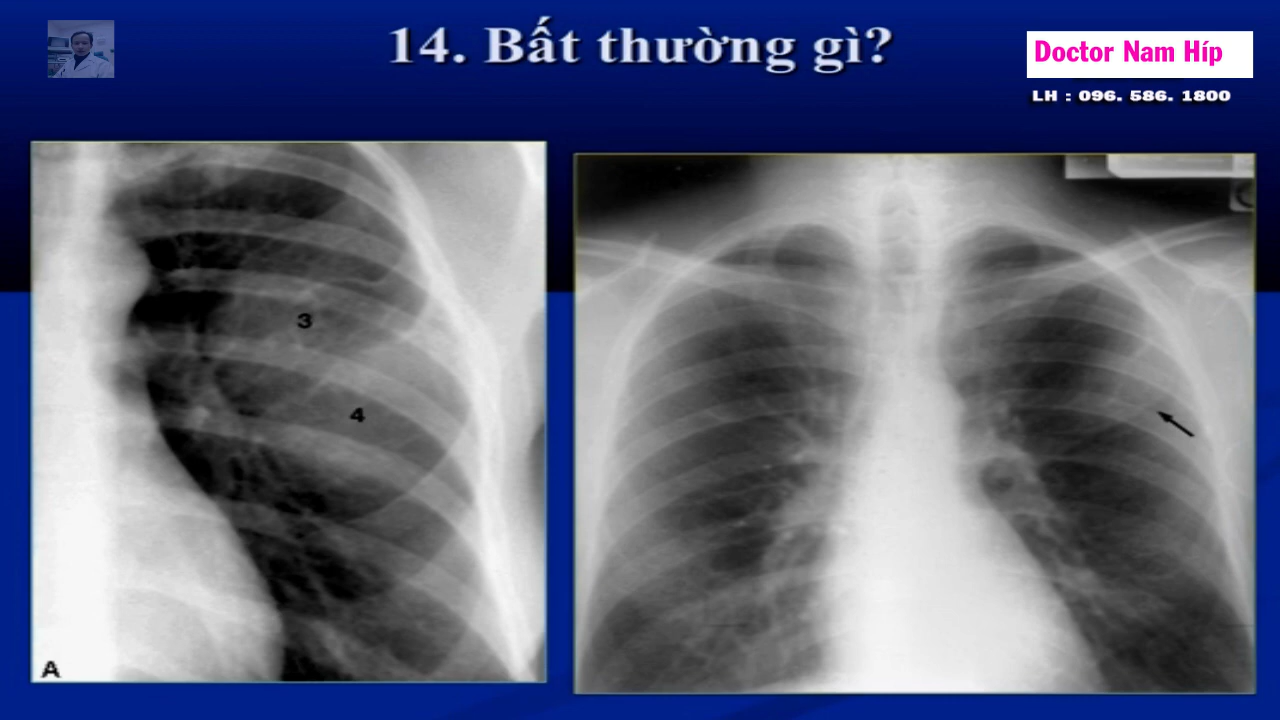 14. Bất thường gì?
Doctor Nam Híp
LH : 096. 586. 1800
3
4
A